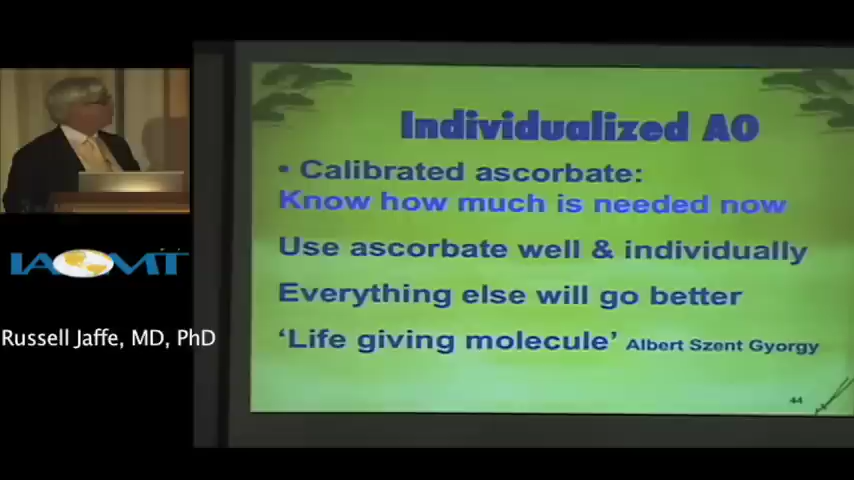 Individualized AO
• Calibrated ascorbate:
Know how much is needed now
Use ascorbate well & individually
Everything else will go better
‘Life giving molecule’ Albert Szent Gyorgy
44
IAOMT
Russell Jaffe, MD, PhD